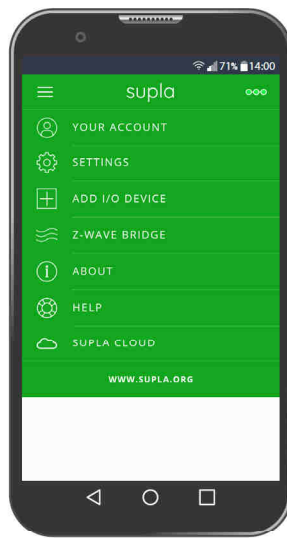 71% 14:00
supla
YOUR ACCOUNT
SETTINGS
ADD I/O DEVICE
Z-WAVE BRIDGE
ABOUT
HELP
SUPLA CLOUD
WWW.SUPLA.ORG